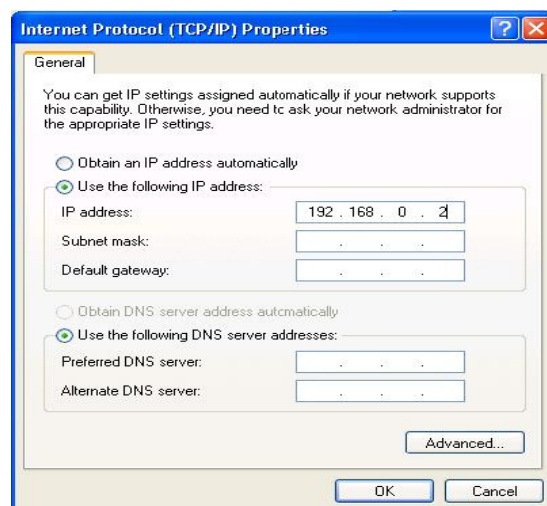 Internet Protocol (TCP/IP) Properties
General
You can get IP settings assigned automatically if your network supports
this capability. Otherwise, you need to ask your network administrator for
the appropriate IP settings.
Obtain an IP address automatically
Use the following IP address:
IP address: 192 . 168 . 0 . 2
Subnet mask: . . .
Default gateway: . . .
Obtain DNS server address automatically
Use the following DNS server addresses:
Preferred DNS server: . . .
Alternate DNS server: . . .
Advanced...
OK Cancel